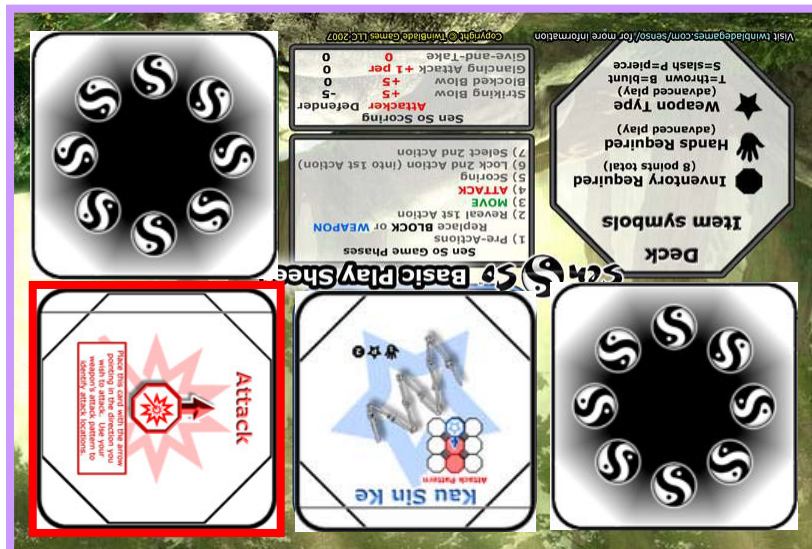 Kau Sin Ke
Attack Pattern
Attack
Place this card with the arrow
pointing in the direction you
wish to attack. Use your
weapon's attack pattern to
identify attack locations.
Sen So Basic Play Sheet
Deck
Item symbols
Inventory Required
(8 points total)
Hands Required
(advanced play)
Weapon Type
(advanced play)
T=thrown B=blunt
S=slash P=pierce
Sen So Game Phases
1) Pre-Actions
Replace BLOCK or WEAPON
2) Reveal 1st Action
3) MOVE
4) ATTACK
5) Scoring
6) Lock 2nd Action (into 1st Action)
7) Select 2nd Action
Sen So Scoring
Attacker Defender
Striking Blow +5 -5
Blocked Blow +5 0
Glancing Attack +1 per 0
Give-and-Take 0 0
Visit twinbladegames.com/senso/ for more information
Copyright © TwinBlade Games LLC 2007